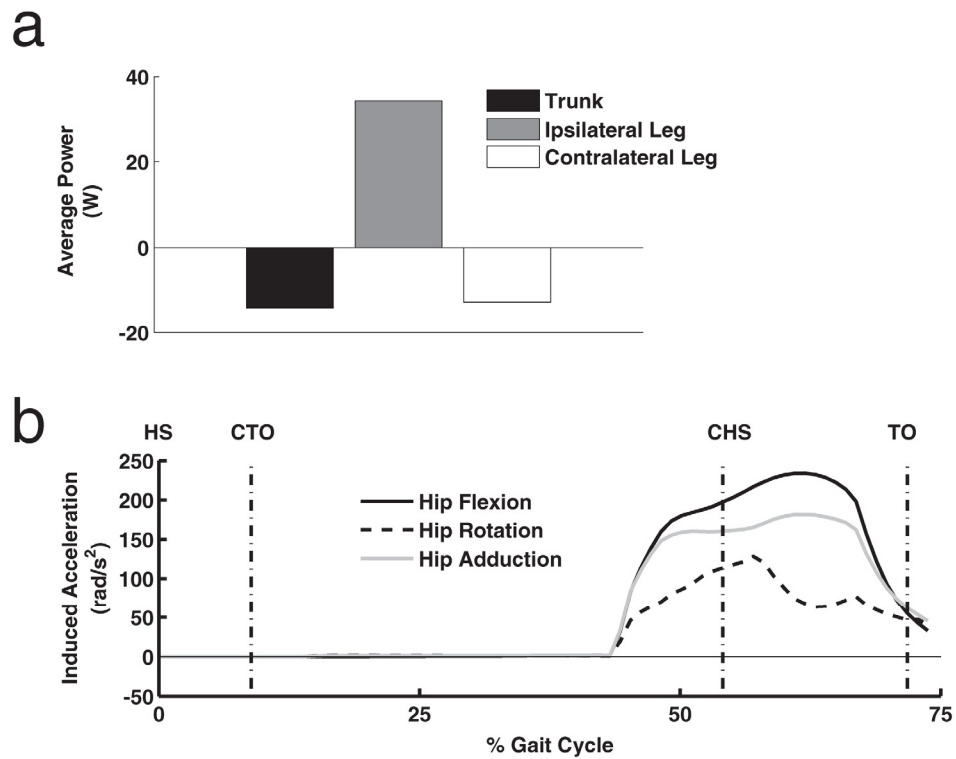 a
40
20
0
-20
Average Power
(W)
Trunk
Ipsilateral Leg
Contralateral Leg
b
HS CTO CHS TO
250
200
150
100
50
0
-50
Induced Acceleration
(rad/s²)
Hip Flexion
Hip Rotation
Hip Adduction
0 25 50 75
% Gait Cycle